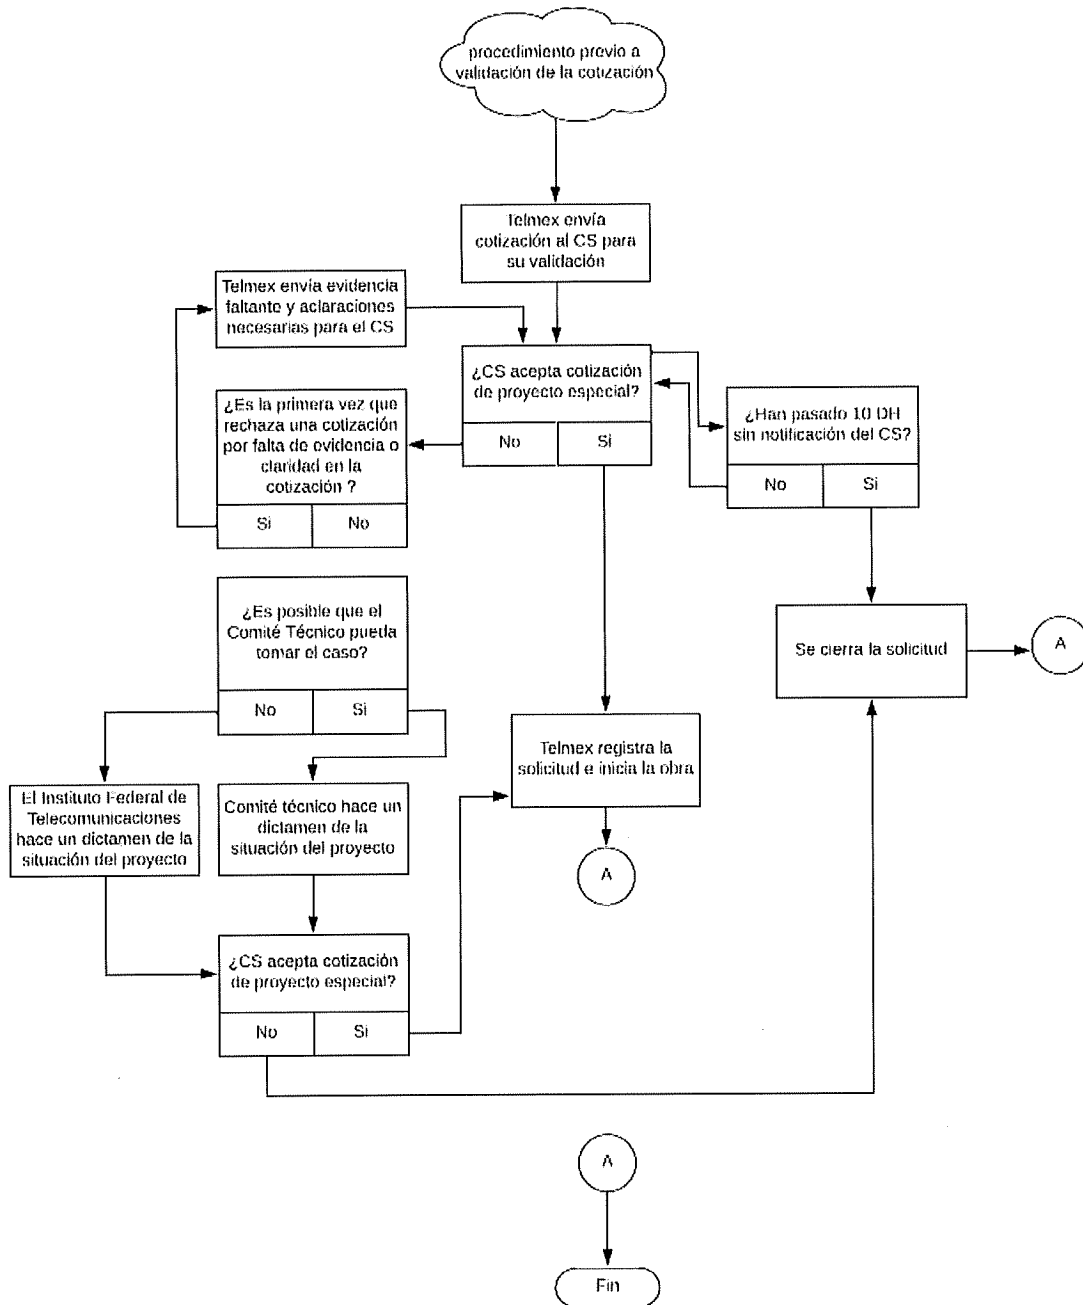 procedimiento previo a
validación de la cotización
Telmex envía
cotización al CS para
su validación
Telmex envía evidencia
faltante y aclaraciones
necesarias para el CS
¿CS acepta cotización
de proyecto especial?
No
Si
¿Han pasado 10 DH
sin notificación del CS?
No
Si
¿Es la primera vez que
rechaza una cotización
por falta de evidencia o
claridad en la
cotización ?
Si
No
¿Es posible que el
Comité Técnico pueda
tomar el caso?
No
Si
Se cierra la solicitud
A
Telmex registra la
solicitud e inicia la obra
A
El Instituto Federal de
Telecomunicaciones
hace un dictamen de la
situación del proyecto
Comité técnico hace un
dictamen de la
situación del proyecto
¿CS acepta cotización
de proyecto especial?
No
Si
A
Fin